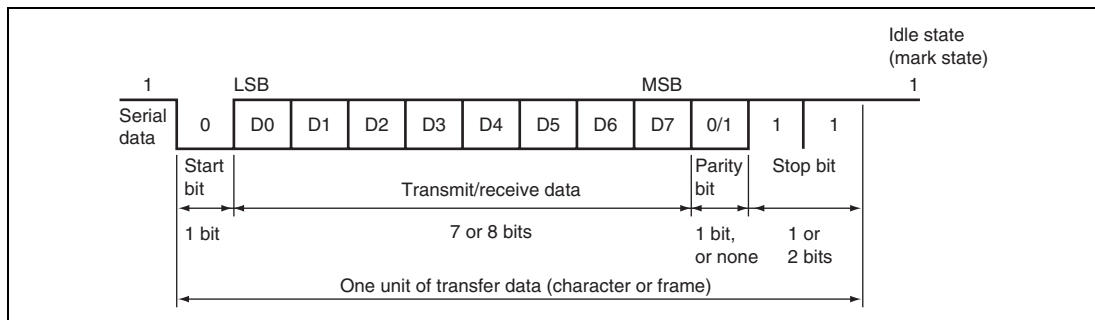 Idle state
(mark state)
1 LSB MSB 1
Serial
data
0 D0 D1 D2 D3 D4 D5 D6 D7 0/1 1 1
Start
bit
Transmit/receive data
Parity
bit
Stop bit
1 bit
7 or 8 bits
1 bit,
or none
1 or
2 bits
One unit of transfer data (character or frame)